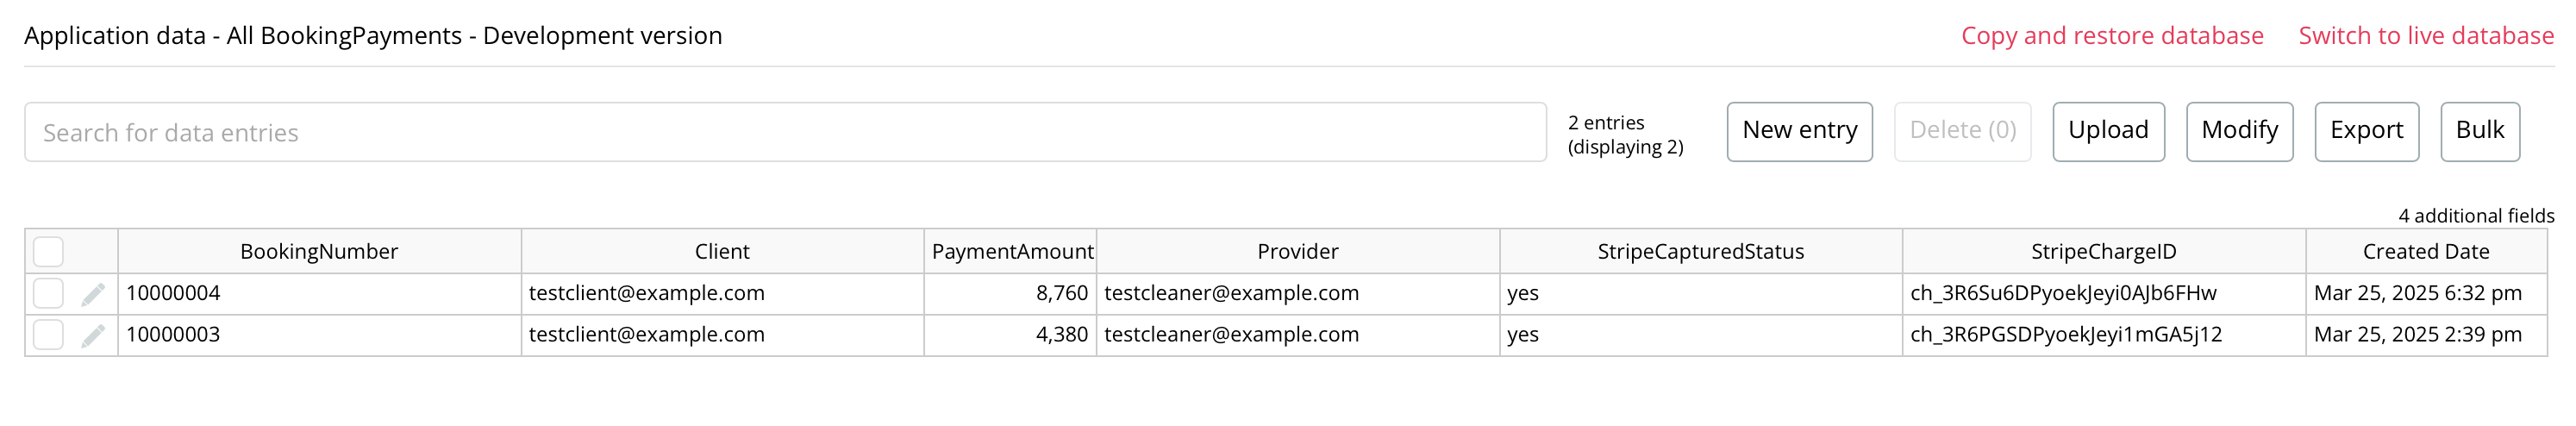 Application data - All BookingPayments - Development version
Copy and restore database Switch to live database
Search for data entries
2 entries
(displaying 2)
New entry Delete (0) Upload Modify Export Bulk
4 additional fields
BookingNumber Client PaymentAmount Provider StripeCapturedStatus StripeChargeID Created Date
10000004 testclient@example.com 8,760 testcleaner@example.com yes ch_3R6Su6DPyoekJeyi0AJb6FHw Mar 25, 2025 6:32 pm
10000003 testclient@example.com 4,380 testcleaner@example.com yes ch_3R6PGSDPyoekJeyi1mGA5j12 Mar 25, 2025 2:39 pm